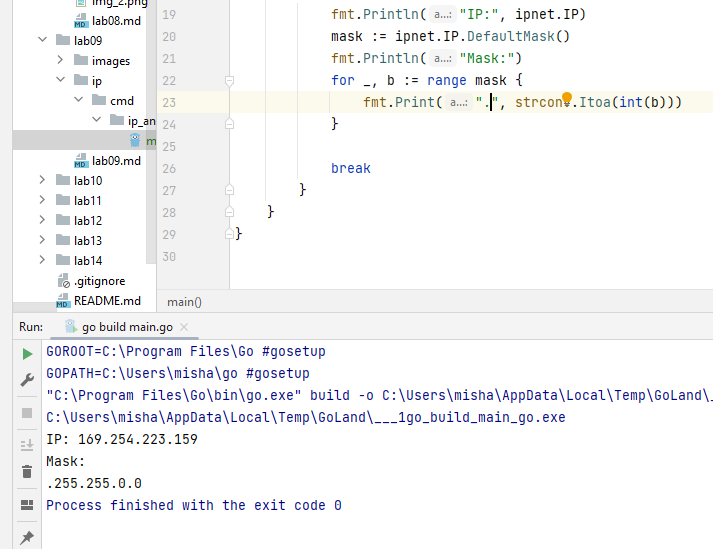 img_2.png
lab08.md
lab09
images
ip
cmd
ip_an
m
lab09.md
lab10
lab11
lab12
lab13
lab14
.gitignore
README.md
19 fmt.Println( a...: "IP:", ipnet.IP)
20 mask := ipnet.IP.DefaultMask()
21 fmt.Println( a...: "Mask:")
22 for _, b := range mask {
23 fmt.Print( a...: ".", strconv.Itoa(int(b)))
24 }
25
26 break
27 }
28 }
29 }
30
main()
Run: go build main.go
GOROOT=C:\Program Files\Go #gosetup
GOPATH=C:\Users\misha\go #gosetup
"C:\Program Files\Go\bin\go.exe" build -o C:\Users\misha\AppData\Local\Temp\GoLand\_
C:\Users\misha\AppData\Local\Temp\GoLand\___1go_build_main_go.exe
IP: 169.254.223.159
Mask:
.255.255.0.0
Process finished with the exit code 0